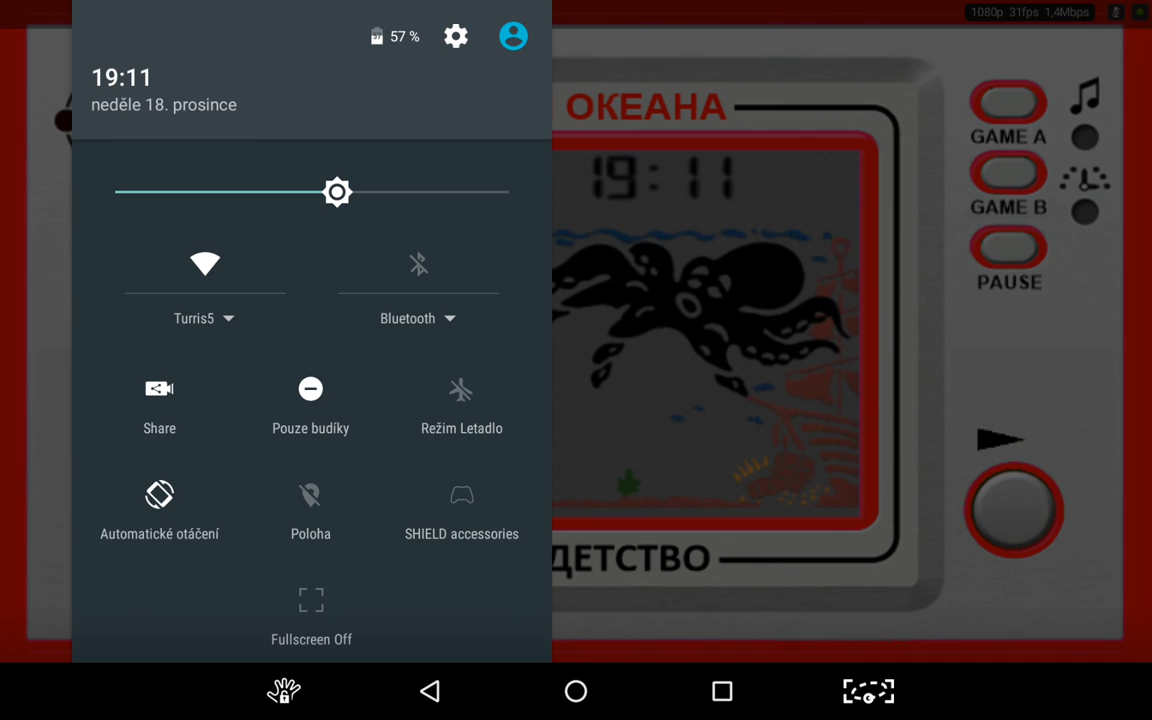 1080p 31fps 1,4Mbps
57 %
19:11
neděle 18. prosince
Turris5
Bluetooth
Share
Pouze budíky
Režim Letadlo
Automatické otáčení
Poloha
SHIELD accessories
Fullscreen Off
ОКЕАНА
19:11
GAME A
GAME B
PAUSE
ДЕТСТВО